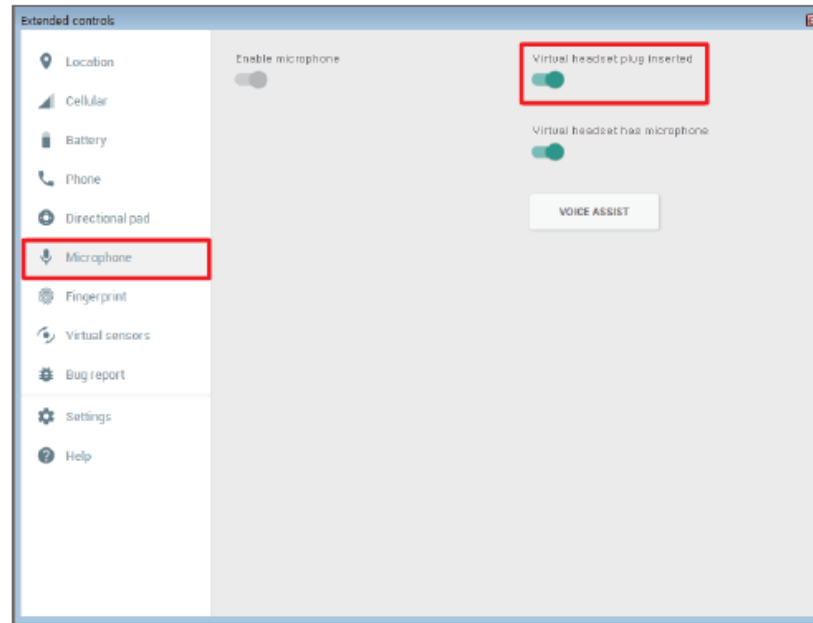 Extended controls
Location
Cellular
Battery
Phone
Directional pad
Microphone
Fingerprint
Virtual sensors
Bug report
Settings
Help
Enable microphone
Virtual headset plug inserted
Virtual headset has microphone
VOICE ASSIST